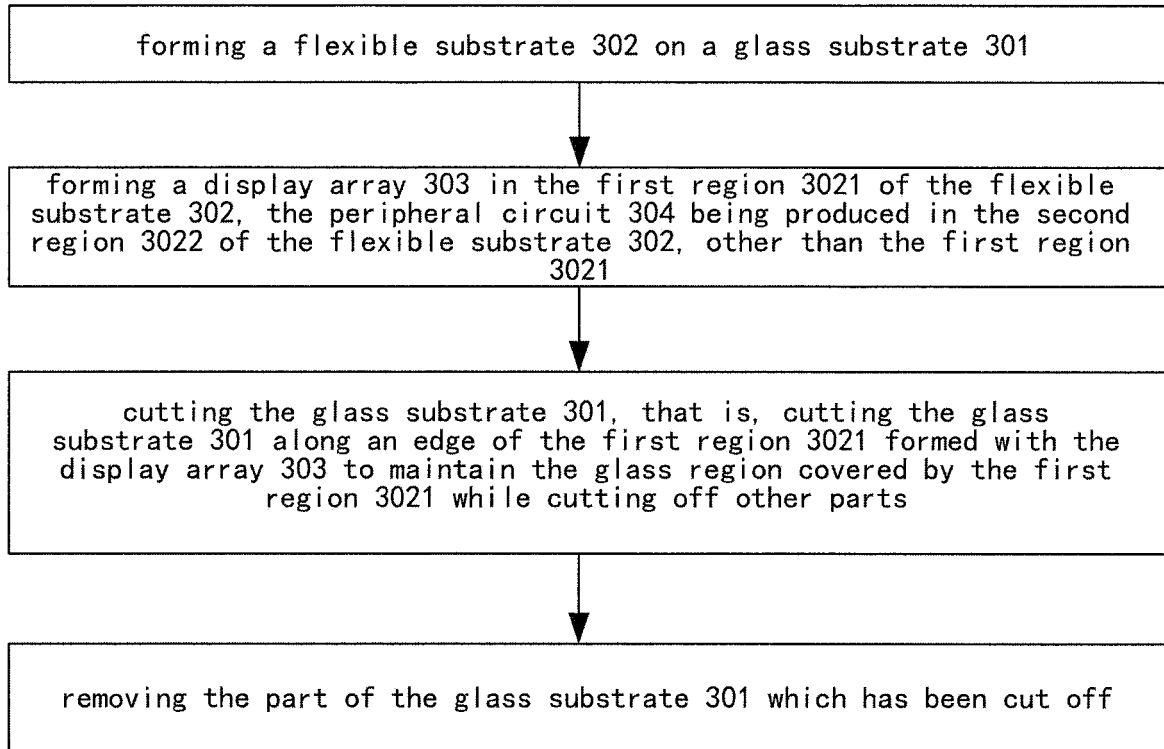 forming a flexible substrate 302 on a glass substrate 301
forming a display array 303 in the first region 3021 of the flexible
substrate 302, the peripheral circuit 304 being produced in the second
region 3022 of the flexible substrate 302, other than the first region
3021
cutting the glass substrate 301, that is, cutting the glass
substrate 301 along an edge of the first region 3021 formed with the
display array 303 to maintain the glass region covered by the first
region 3021 while cutting off other parts
removing the part of the glass substrate 301 which has been cut off